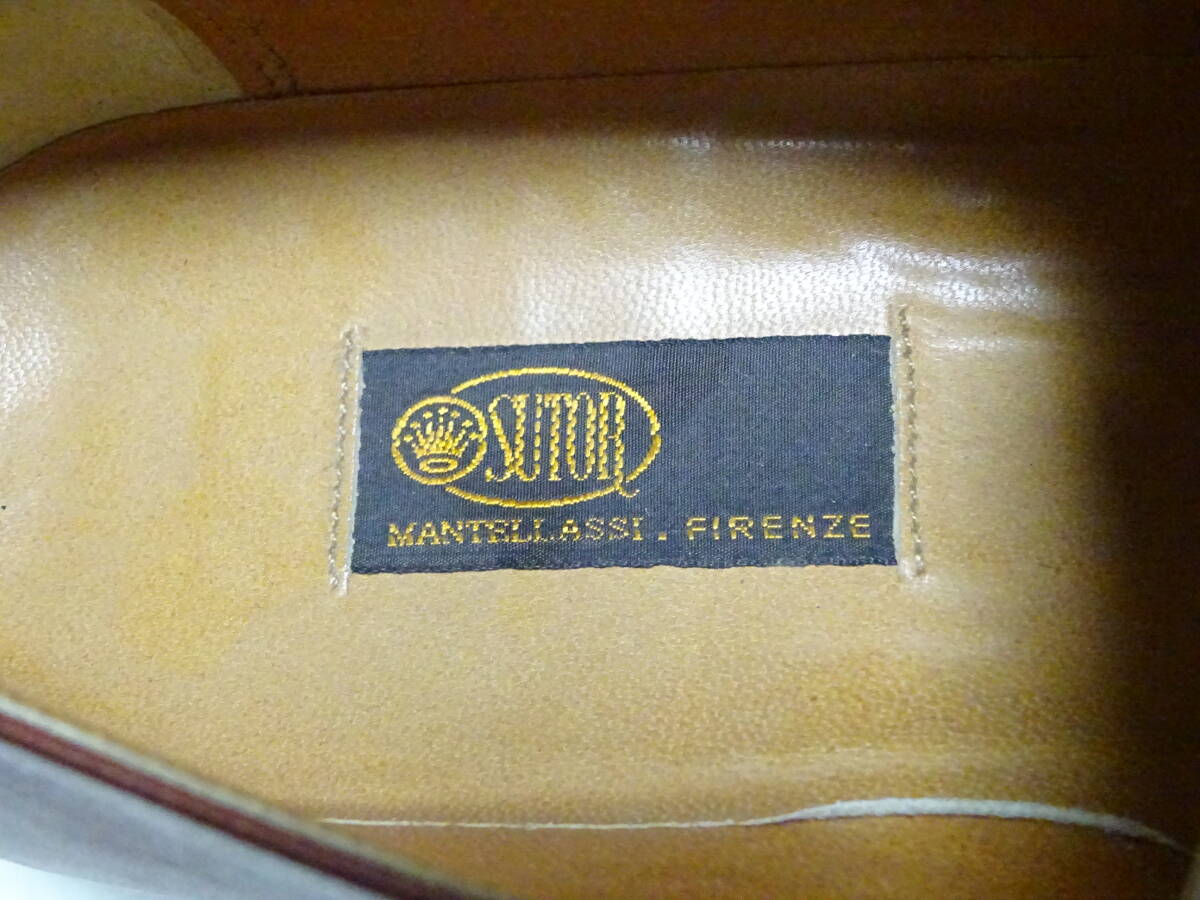 SUTOR
MANTELLASSI . FIRENZE